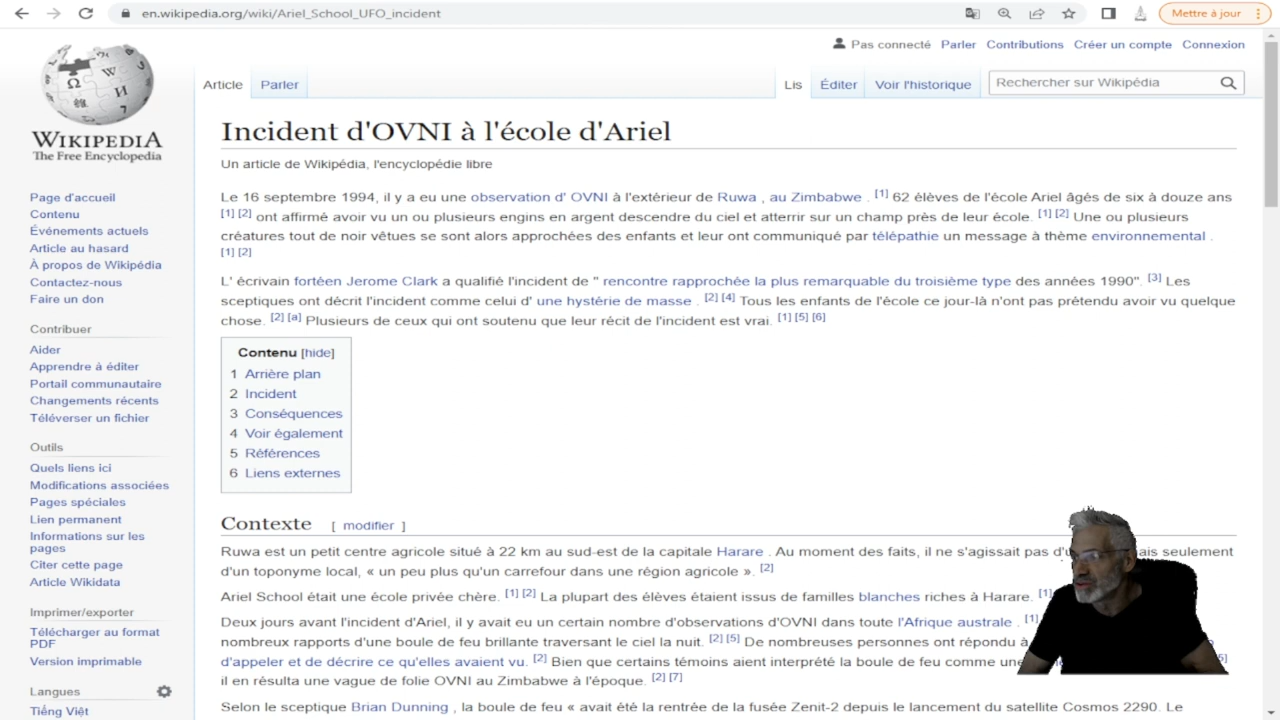 en.wikipedia.org/wiki/Ariel_School_UFO_incident
Mettre à jour
Pas connecté Parler Contributions Créer un compte Connexion
Article Parler
Lis Éditer Voir l'historique
Rechercher sur Wikipédia
WIKIPEDIA
The Free Encyclopedia
Page d'accueil
Contenu
Événements actuels
Article au hasard
À propos de Wikipédia
Contactez-nous
Faire un don
Contribuer
Aider
Apprendre à éditer
Portail communautaire
Changements récents
Téléverser un fichier
Outils
Quels liens ici
Modifications associées
Pages spéciales
Lien permanent
Informations sur les
pages
Citer cette page
Article Wikidata
Imprimer/exporter
Télécharger au format
PDF
Version imprimable
Langues
Tiếng Việt
Incident d'OVNI à l'école d'Ariel
Un article de Wikipédia, l'encyclopédie libre
Le 16 septembre 1994, il y a eu une observation d' OVNI à l'extérieur de Ruwa , au Zimbabwe . [1] 62 élèves de l'école Ariel âgés de six à douze ans
[1] [2] ont affirmé avoir vu un ou plusieurs engins en argent descendre du ciel et atterrir sur un champ près de leur école. [1] [2] Une ou plusieurs
créatures tout de noir vêtues se sont alors approchées des enfants et leur ont communiqué par télépathie un message à thème environnemental .
[1] [2]
L' écrivain fortéen Jerome Clark a qualifié l'incident de " rencontre rapprochée la plus remarquable du troisième type des années 1990". [3] Les
sceptiques ont décrit l'incident comme celui d' une hystérie de masse . [2] [4] Tous les enfants de l'école ce jour-là n'ont pas prétendu avoir vu quelque
chose. [2] [a] Plusieurs de ceux qui ont soutenu que leur récit de l'incident est vrai. [1] [5] [6]
Contenu [hide]
1 Arrière plan
2 Incident
3 Conséquences
4 Voir également
5 Références
6 Liens externes
Contexte [ modifier ]
Ruwa est un petit centre agricole situé à 22 km au sud-est de la capitale Harare . Au moment des faits, il ne s'agissait pas seulement
d'un toponyme local, « un peu plus qu'un carrefour dans une région agricole ». [2]
Ariel School était une école privée chère. [1] [2] La plupart des élèves étaient issus de familles blanches riches à Harare. [1]
Deux jours avant l'incident d'Ariel, il y avait eu un certain nombre d'observations d'OVNI dans toute l'Afrique australe .
nombreux rapports d'une boule de feu brillante traversant le ciel la nuit. [2] [5] De nombreuses personnes ont répondu
d'appeler et de décrire ce qu'elles avaient vu. [2] Bien que certains témoins aient interprété la boule de feu comme
il en résulta une vague de folie OVNI au Zimbabwe à l'époque. [2] [7]
Selon le sceptique Brian Dunning , la boule de feu « avait été la rentrée de la fusée Zenit-2 depuis le lancement du satellite Cosmos 2290. Le